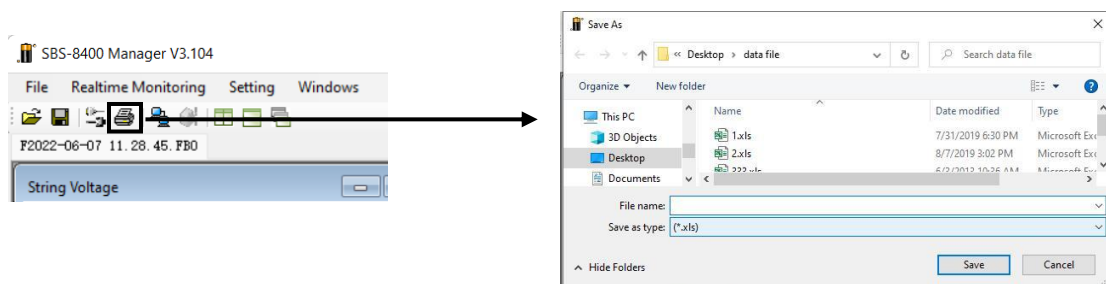 SBS-8400 Manager V3.104
File Realtime Monitoring Setting Windows
F2022-06-07 11.28.45.FB0
String Voltage
Save As
« Desktop › data file
Search data file
Organize
New folder
This PC
3D Objects
Desktop
Documents
Name Date modified Type
1.xls 7/31/2019 6:30 PM Microsoft Exc
2.xls 8/7/2019 3:02 PM Microsoft Exc
File name:
Save as type: (*.xls)
Hide Folders
Save
Cancel